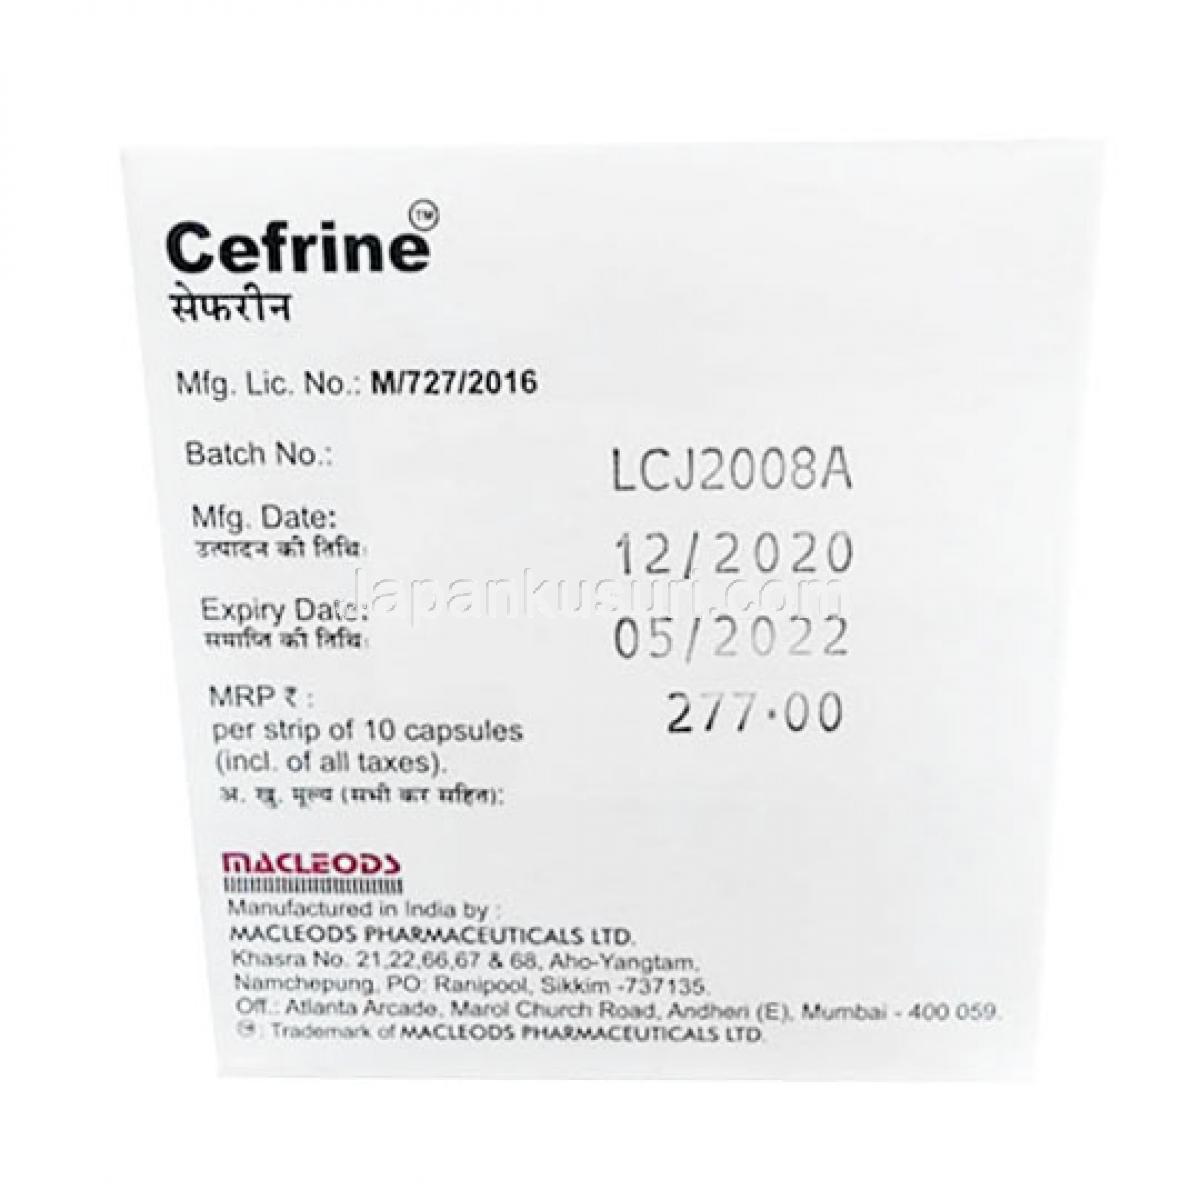 Cefrine™
सेफरीन
Mfg. Lic. No.: M/727/2016
Batch No.: LCJ2008A
Mfg. Date: 12/2020
उत्पादन की तिथि:
Expiry Date: 05/2022
समाप्ति की तिथि:
MRP ₹ : 277.00
per strip of 10 capsules
(incl. of all taxes).
अ. खु. मूल्य (सभी कर सहित):
Japankusuri.com
MACLEODS
Manufactured in India by :
MACLEODS PHARMACEUTICALS LTD.
Khasra No. 21,22,66,67 & 68, Aho-Yangtam,
Namchepung, PO: Ranipool, Sikkim -737135.
Off.: Atlanta Arcade, Marol Church Road, Andheri (E), Mumbai - 400 059.
: Trademark of MACLEODS PHARMACEUTICALS LTD.